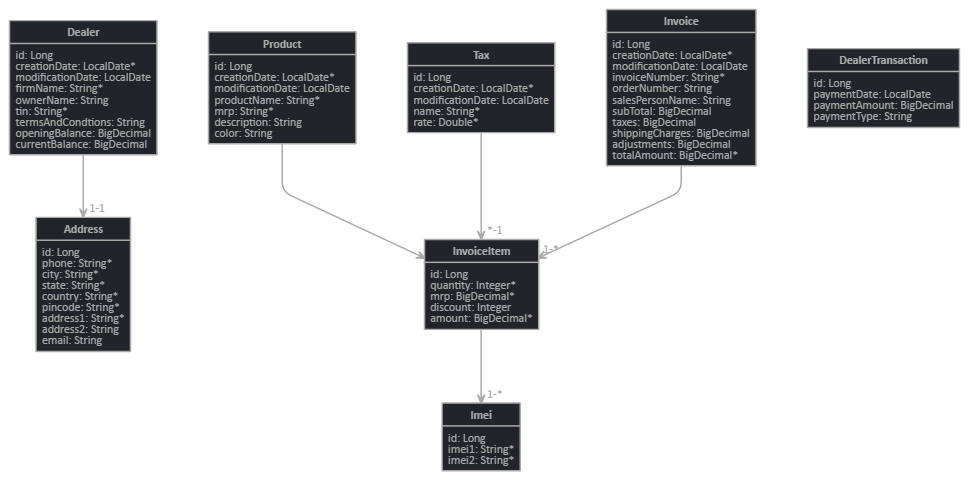 Dealer
id: Long
creationDate: LocalDate*
modificationDate: LocalDate
firmName: String*
ownerName: String
tin: String*
termsAndCondtions: String
openingBalance: BigDecimal
currentBalance: BigDecimal
Product
id: Long
creationDate: LocalDate*
modificationDate: LocalDate
productName: String*
mrp: String*
description: String
color: String
Tax
id: Long
creationDate: LocalDate*
modificationDate: LocalDate
name: String*
rate: Double*
Invoice
id: Long
creationDate: LocalDate*
modificationDate: LocalDate
invoiceNumber: String*
orderNumber: String
salesPersonName: String
subTotal: BigDecimal
taxes: BigDecimal
shippingCharges: BigDecimal
adjustments: BigDecimal
totalAmount: BigDecimal*
DealerTransaction
id: Long
paymentDate: LocalDate
paymentAmount: BigDecimal
paymentType: String
1-1
*-1
1-*
Address
id: Long
phone: String*
city: String*
state: String*
country: String*
pincode: String*
address1: String*
address2: String
email: String
InvoiceItem
id: Long
quantity: Integer*
mrp: BigDecimal*
discount: Integer
amount: BigDecimal*
1-*
Imei
id: Long
imei1: String*
imei2: String*